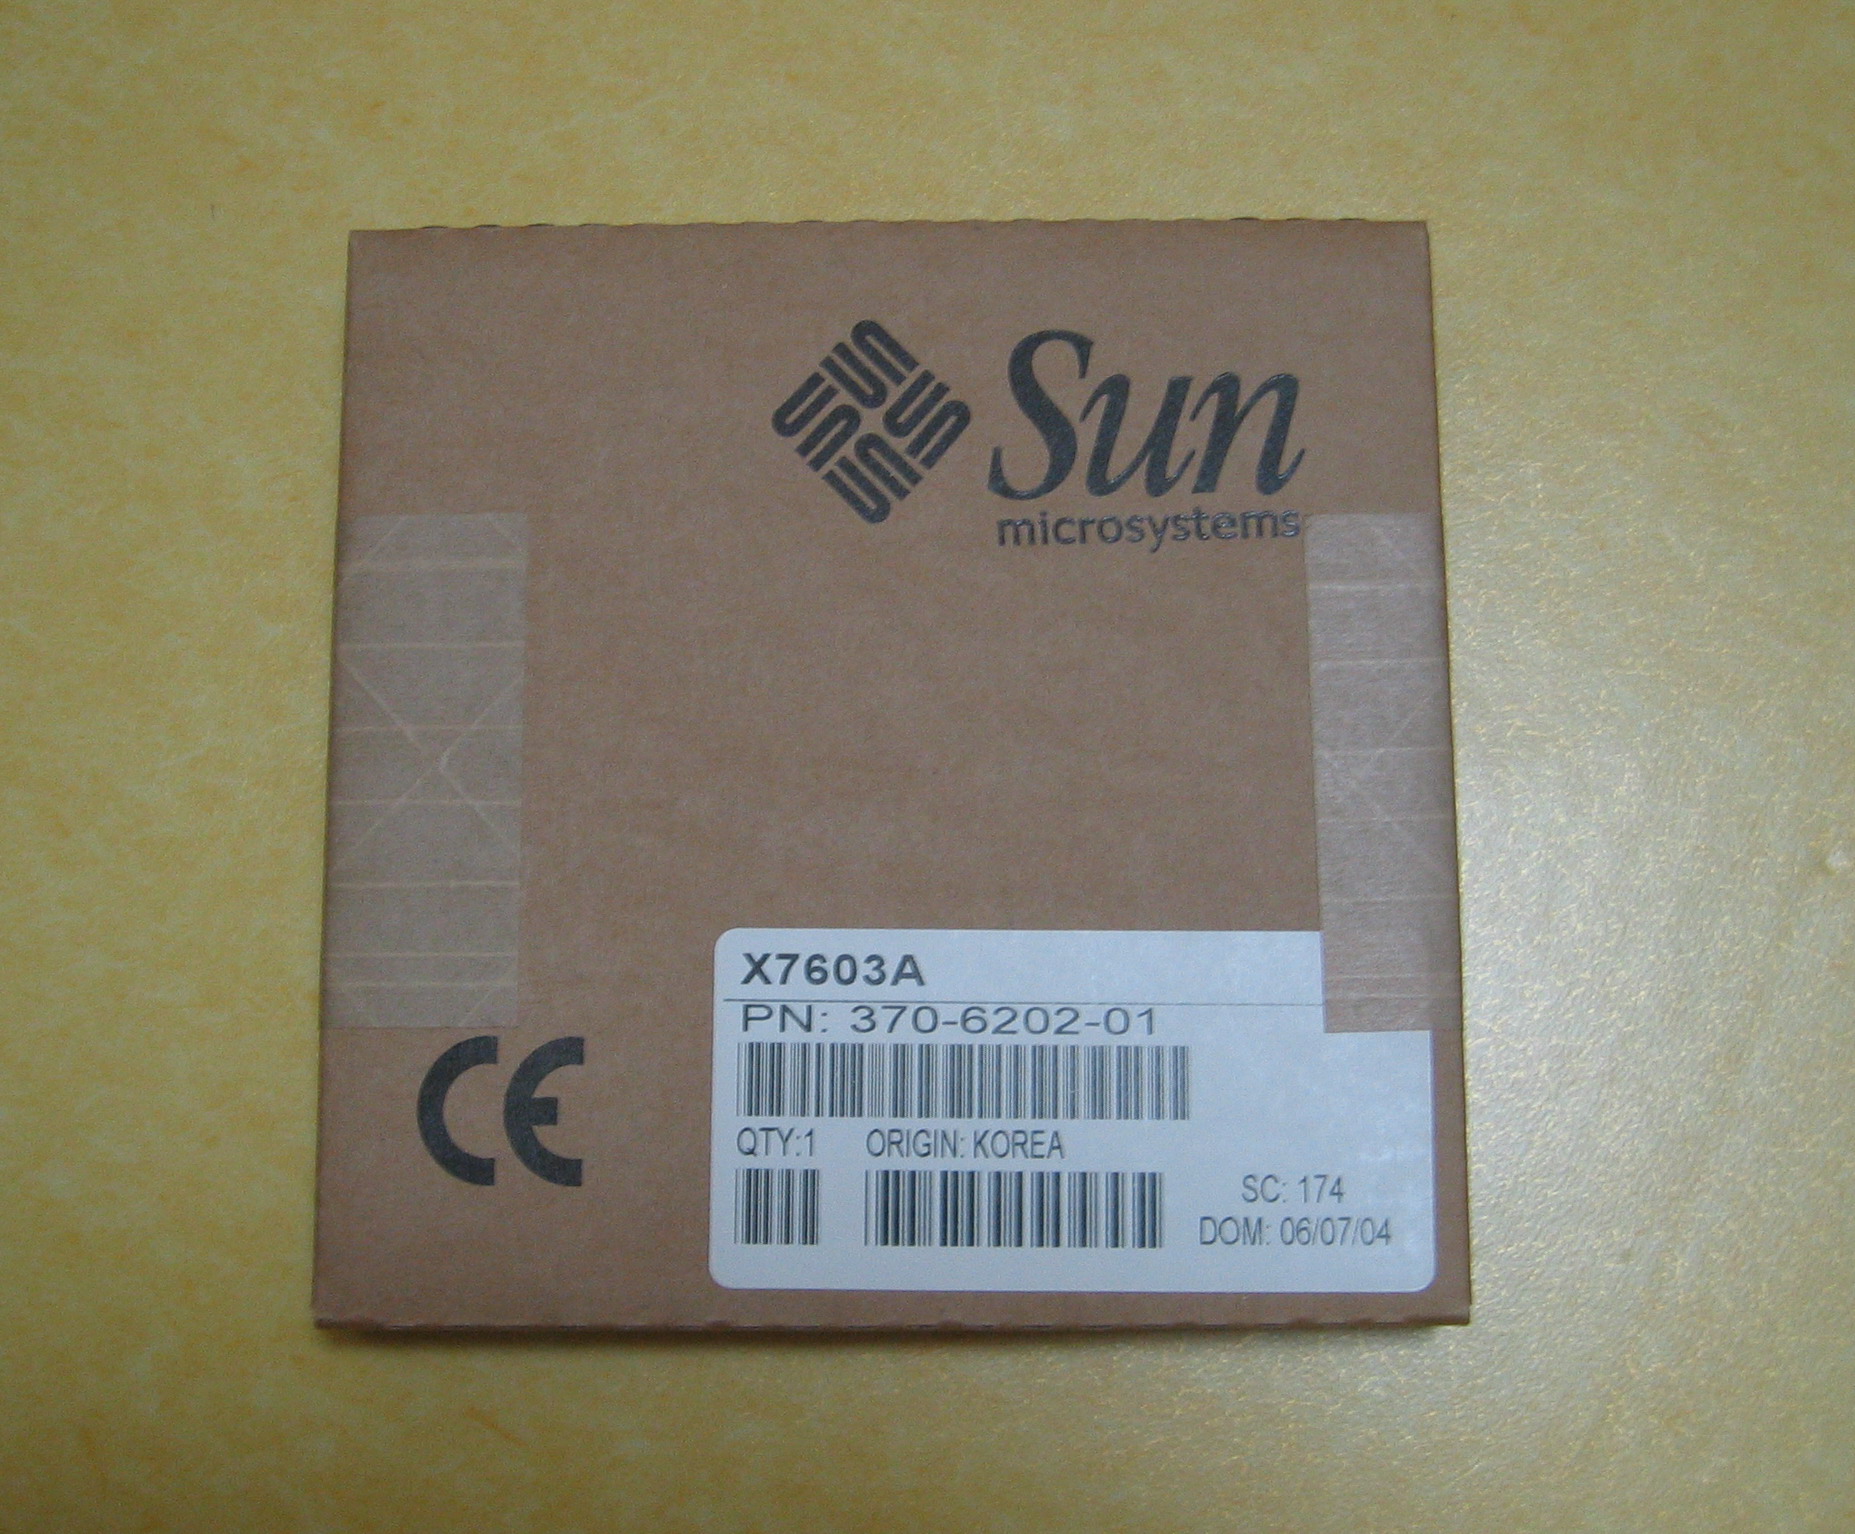 Sun
microsystems
X7603A
PN: 370-6202-01
QTY:1 ORIGIN: KOREA
SC: 174
DOM: 06/07/04
CE